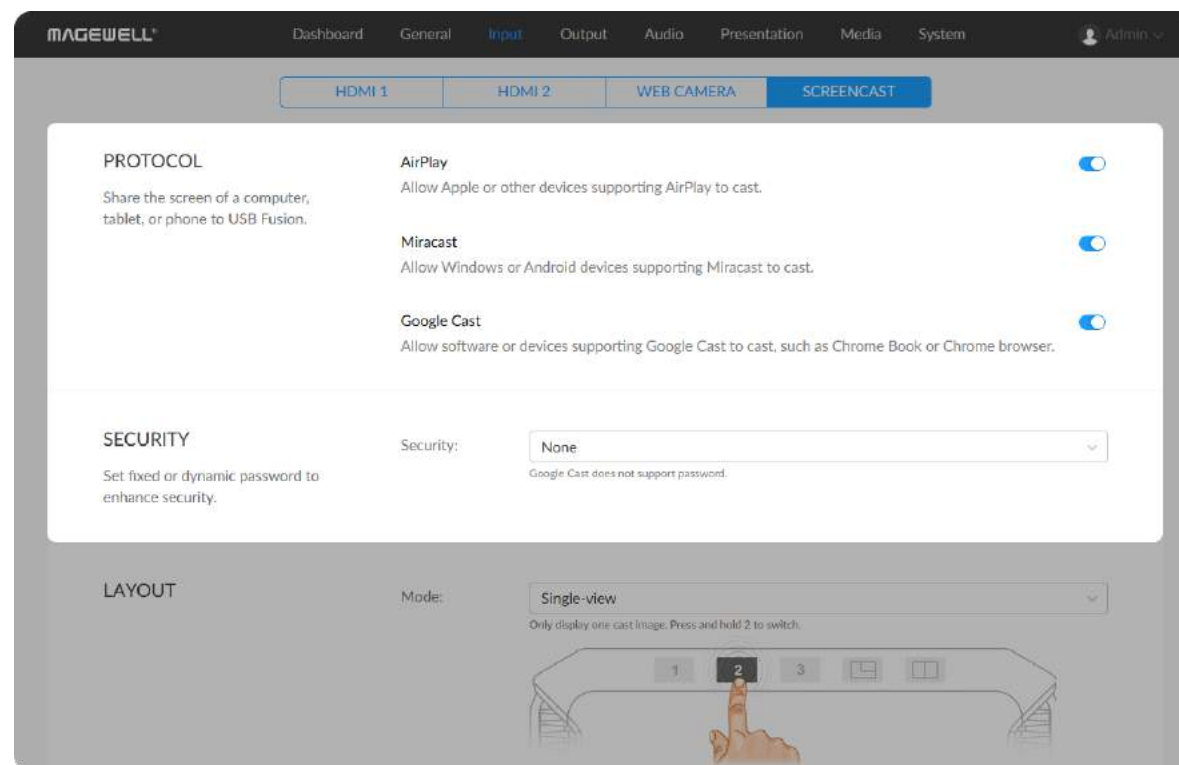 MAGEWELL
Dashboard General Input Output Audio Presentation Media System Admin
HDMI 1 HDMI 2 WEB CAMERA SCREENCAST
PROTOCOL
Share the screen of a computer,
tablet, or phone to USB Fusion.
AirPlay
Allow Apple or other devices supporting AirPlay to cast.
Miracast
Allow Windows or Android devices supporting Miracast to cast.
Google Cast
Allow software or devices supporting Google Cast to cast, such as Chrome Book or Chrome browser.
SECURITY
Set fixed or dynamic password to
enhance security.
Security: None
Google Cast does not support password.
LAYOUT
Mode: Single-view
Only display one cast image. Press and hold 2 to switch.
1 2 3